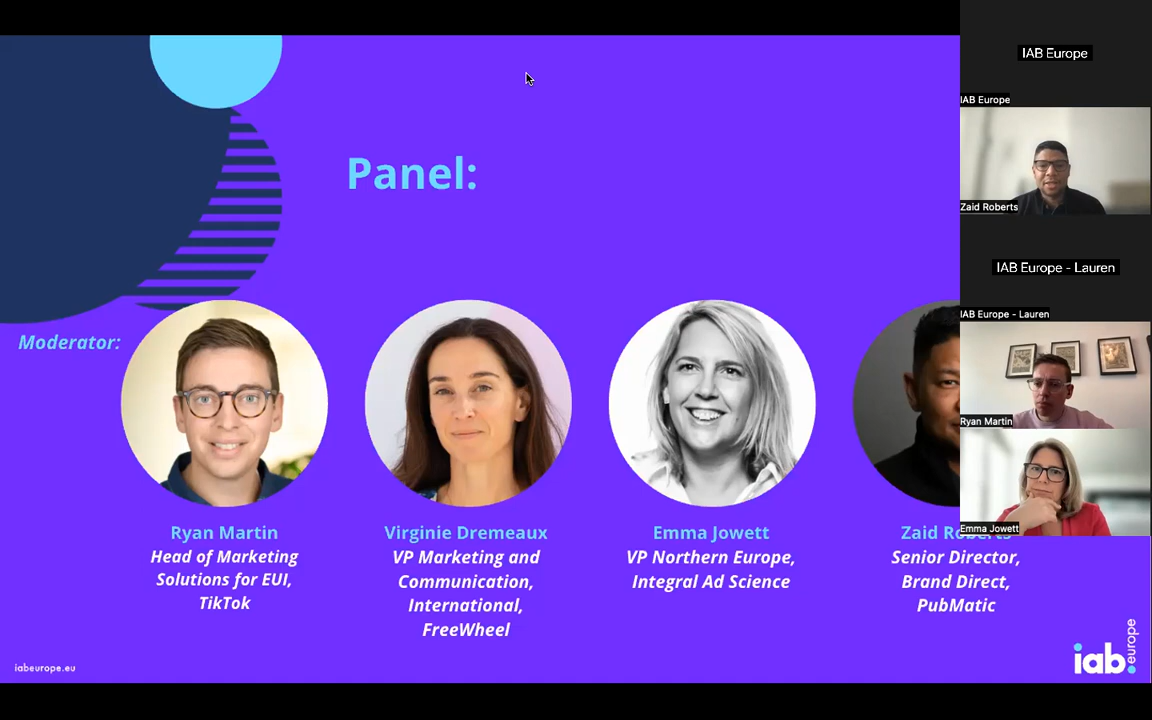 Panel:
Moderator:
Ryan Martin
Head of Marketing
Solutions for EUI,
TikTok
Virginie Dremeaux
VP Marketing and
Communication,
International,
FreeWheel
Emma Jowett
VP Northern Europe,
Integral Ad Science
Zaid Roberts
Senior Director,
Brand Direct,
PubMatic
iabeurope.eu
iab europe
IAB Europe
IAB Europe
Zaid Roberts
IAB Europe - Lauren
IAB Europe - Lauren
Ryan Martin
Emma Jowett